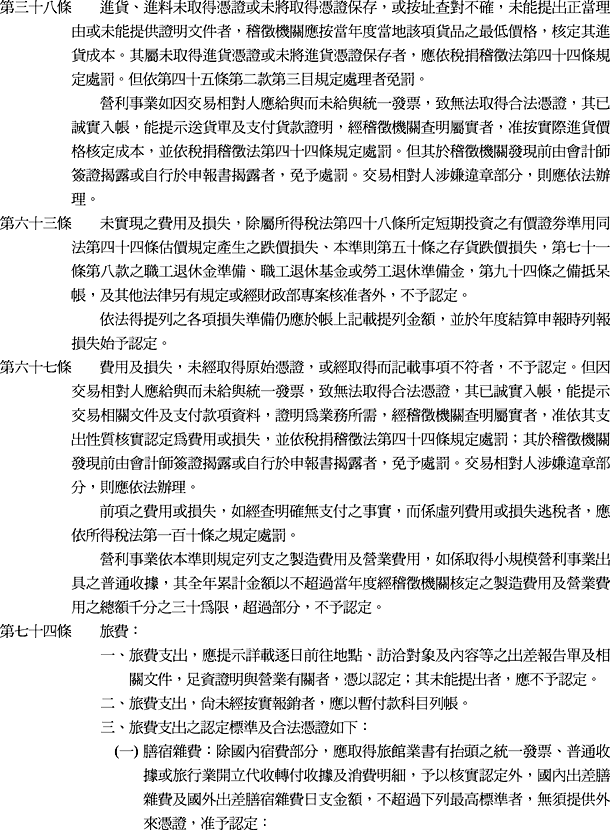 第三十八條　進貨、進料未取得憑證或未將取得憑證保存，或按址查對不確，未能提出正當理
由或未能提供證明文件者，稽徵機關應按當年度當地該項貨品之最低價格，核定其進
貨成本。其屬未取得進貨憑證或未將進貨憑證保存者，應依稅捐稽徵法第四十四條規
定處罰。但依第四十五條第二款第三目規定處理者免罰。
營利事業如因交易相對人應給與而未給與統一發票，致無法取得合法憑證，其已
誠實入帳，能提示送貨單及支付貨款證明，經稽徵機關查明屬實者，准按實際進貨價
格核定成本，並依稅捐稽徵法第四十四條規定處罰。但其於稽徵機關發現前由會計師
簽證揭露或自行於申報書揭露者，免予處罰。交易相對人涉嫌違章部分，則應依法辦
理。
第六十三條　未實現之費用及損失，除屬所得稅法第四十八條所定短期投資之有價證券準用同
法第四十四條估價規定產生之跌價損失、本準則第五十條之存貨跌價損失，第七十一
條第八款之職工退休金準備、職工退休基金或勞工退休準備金，第九十四條之備抵呆
帳，及其他法律另有規定或經財政部專案核准者外，不予認定。
依法得提列之各項損失準備仍應於帳上記載提列金額，並於年度結算申報時列報
損失始予認定。
第六十七條　費用及損失，未經取得原始憑證，或經取得而記載事項不符者，不予認定。但因
交易相對人應給與而未給與統一發票，致無法取得合法憑證，其已誠實入帳，能提示
交易相關文件及支付款項資料，證明為業務所需，經稽徵機關查明屬實者，准依其支
出性質核實認定為費用或損失，並依稅捐稽徵法第四十四條規定處罰；其於稽徵機關
發現前由會計師簽證揭露或自行於申報書揭露者，免予處罰。交易相對人涉嫌違章部
分，則應依法辦理。
前項之費用或損失，如經查明確無支付之事實，而係虛列費用或損失逃稅者，應
依所得稅法第一百十條之規定處罰。
營利事業依本準則規定列支之製造費用及營業費用，如係取得小規模營利事業出
具之普通收據，其全年累計金額以不超過當年度經稽徵機關核定之製造費用及營業費
用之總額千分之三十為限，超過部分，不予認定。
第七十四條　旅費：
一、旅費支出，應提示詳載逐日前往地點、訪洽對象及內容等之出差報告單及相
關文件，足資證明與營業有關者，憑以認定；其未能提出者，應不予認定。
二、旅費支出，尚未經按實報銷者，應以暫付款科目列帳。
三、旅費支出之認定標準及合法憑證如下：
(一) 膳宿雜費：除國內宿費部分，應取得旅館業書有抬頭之統一發票、普通收
據或旅行業開立代收轉付收據及消費明細，予以核實認定外，國內出差膳
雜費及國外出差膳宿雜費日支金額，不超過下列最高標準者，無須提供外
來憑證，准予認定：